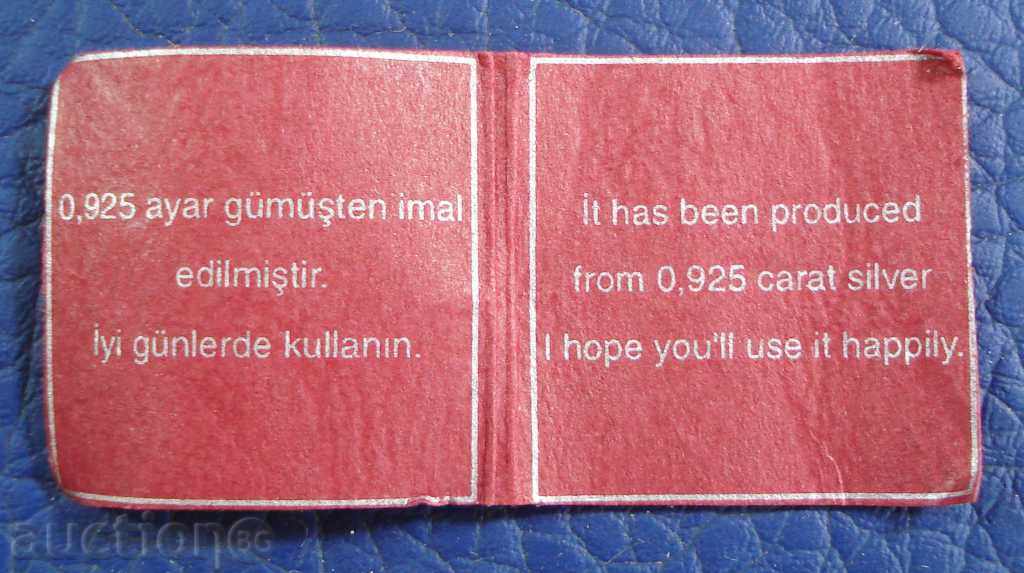 0,925 ayar gümüşten imal
edilmiştir.
İyi günlerde kullanın.
İt has been produced
from 0,925 carat silver
I hope you'll use it happily.
auction BG